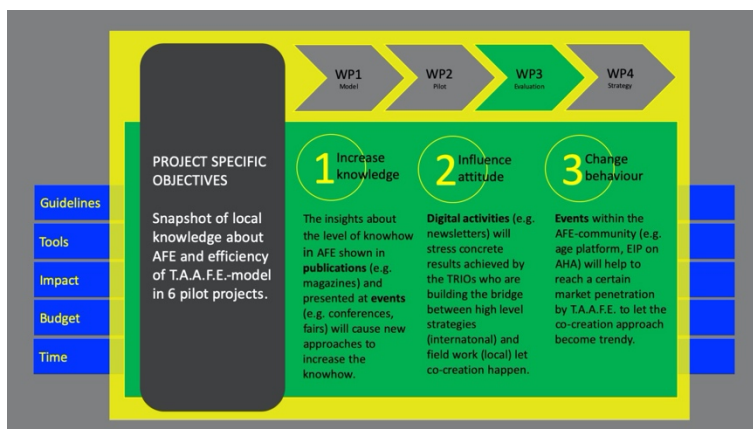 WP1
Model
WP2
Pilot
WP3
Evaluation
WP4
Strategy
PROJECT SPECIFIC
OBJECTIVES
Snapshot of local
knowledge about
AFE and efficiency
of T.A.A.F.E.-model
in 6 pilot projects.
Guidelines
Tools
Impact
Budget
Time
1 Increase
knowledge
The insights about
the level of knowhow
in AFE shown in
publications (e.g.
magazines) and
presented at events
(e.g. conferences,
fairs) will cause new
approaches to
increase the
knowhow.
2 Influence
attitude
Digital activities (e.g.
newsletters) will
stress concrete
results achieved by
the TRIOs who are
building the bridge
between high level
strategies
(internatonal) and
field work (local) let
co-creation happen.
3 Change
behaviour
Events within the
AFE-community (e.g.
age platform, EIP on
AHA) will help to
reach a certain
market penetration
by T.A.A.F.E. to let the
co-creation approach
become trendy.